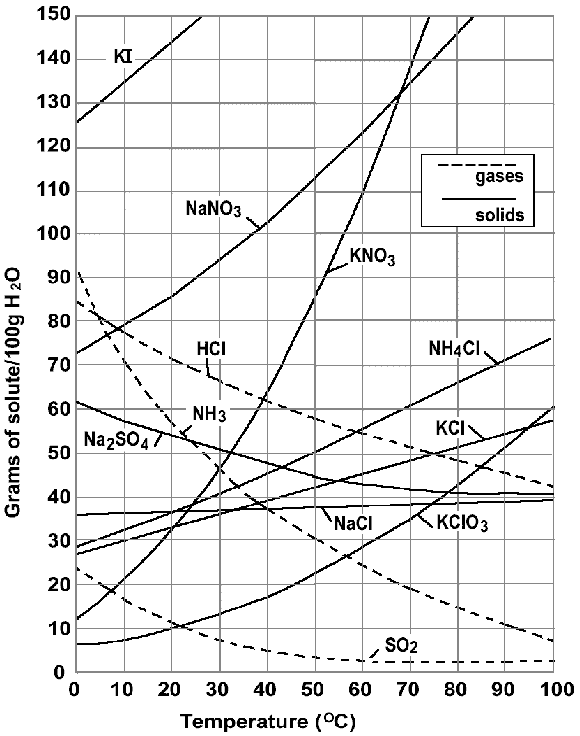 Grams of solute/100g H₂O
150
140
130
120
110
100
90
80
70
60
50
40
30
20
10
0
KI
gases
solids
NaNO₃
KNO₃
HCl
NH₄Cl
NH₃
Na₂SO₄
KCl
NaCl
KClO₃
SO₂
0 10 20 30 40 50 60 70 80 90 100
Temperature (ᴼC)